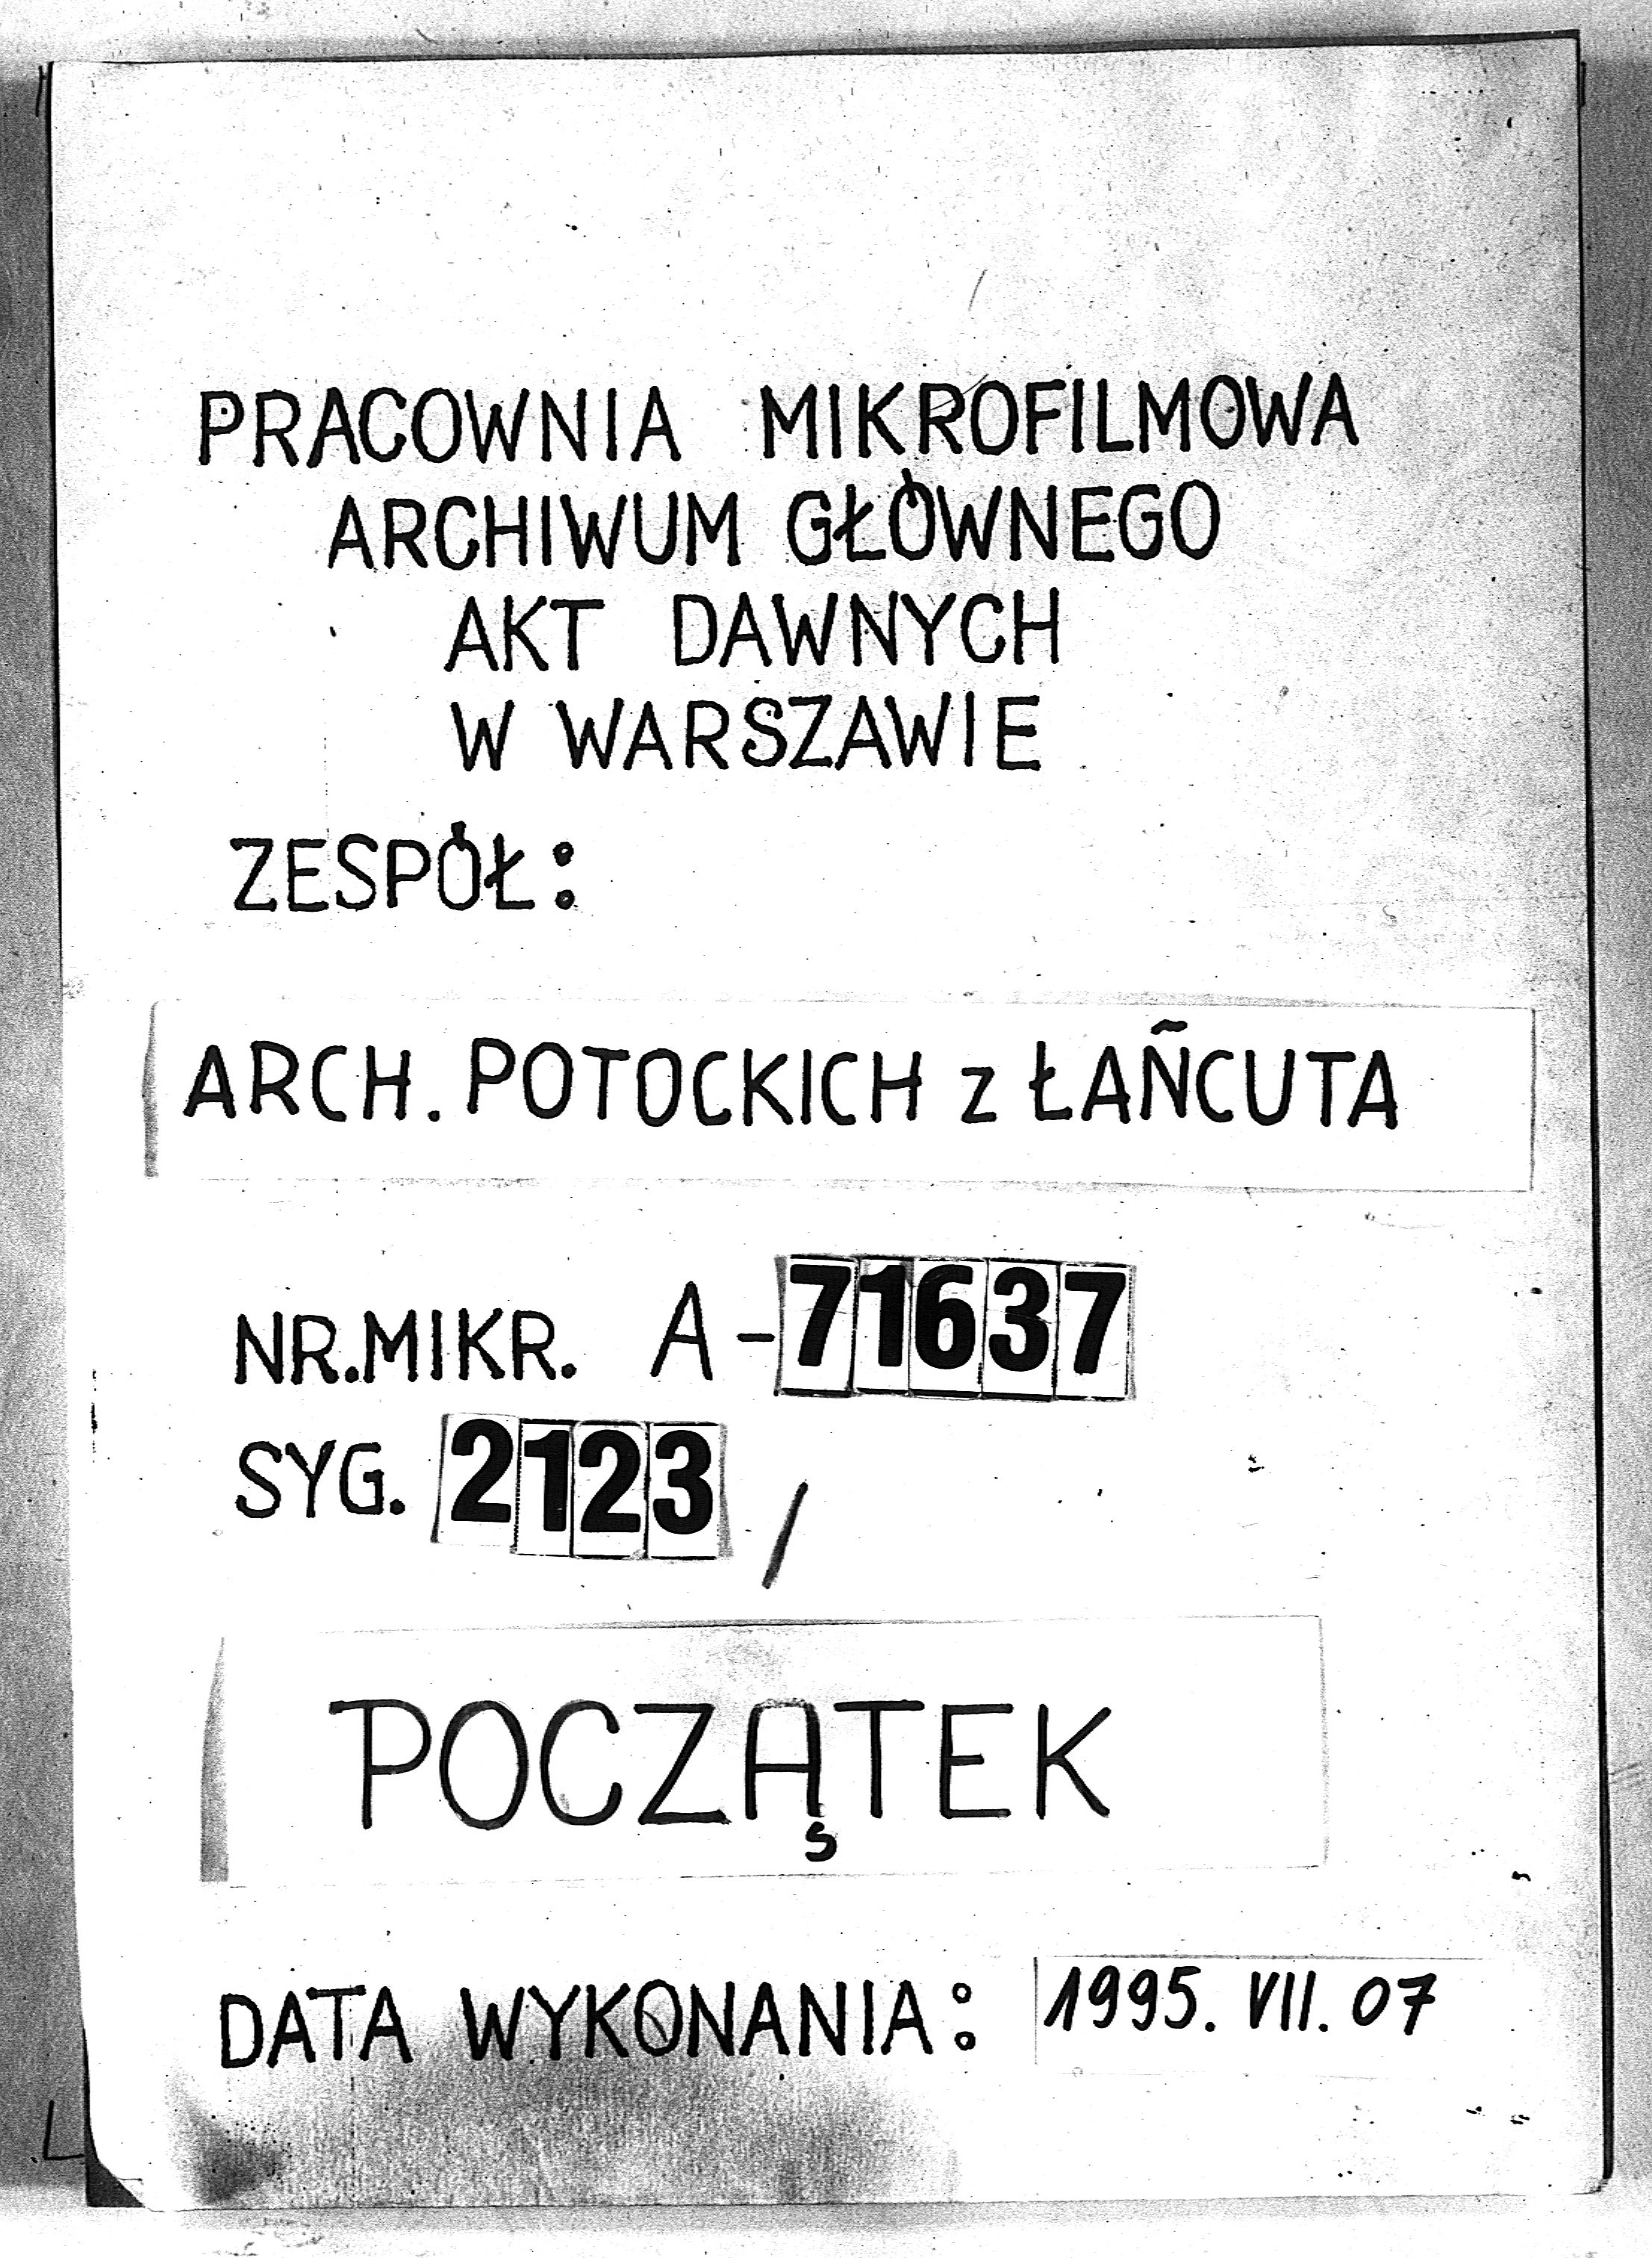 PRACOWNIA MIKROFILMOWA
ARCHIWUM GŁÓWNEGO
AKT DAWNYCH
W WARSZAWIE
ZESPÓŁ:
ARCH. POTOCKICH z ŁAŃCUTA
NR.MIKR. A-71637
SYG. 2123 /
POCZĄTEK
DATA WYKONANIA: 1995. VII. 07